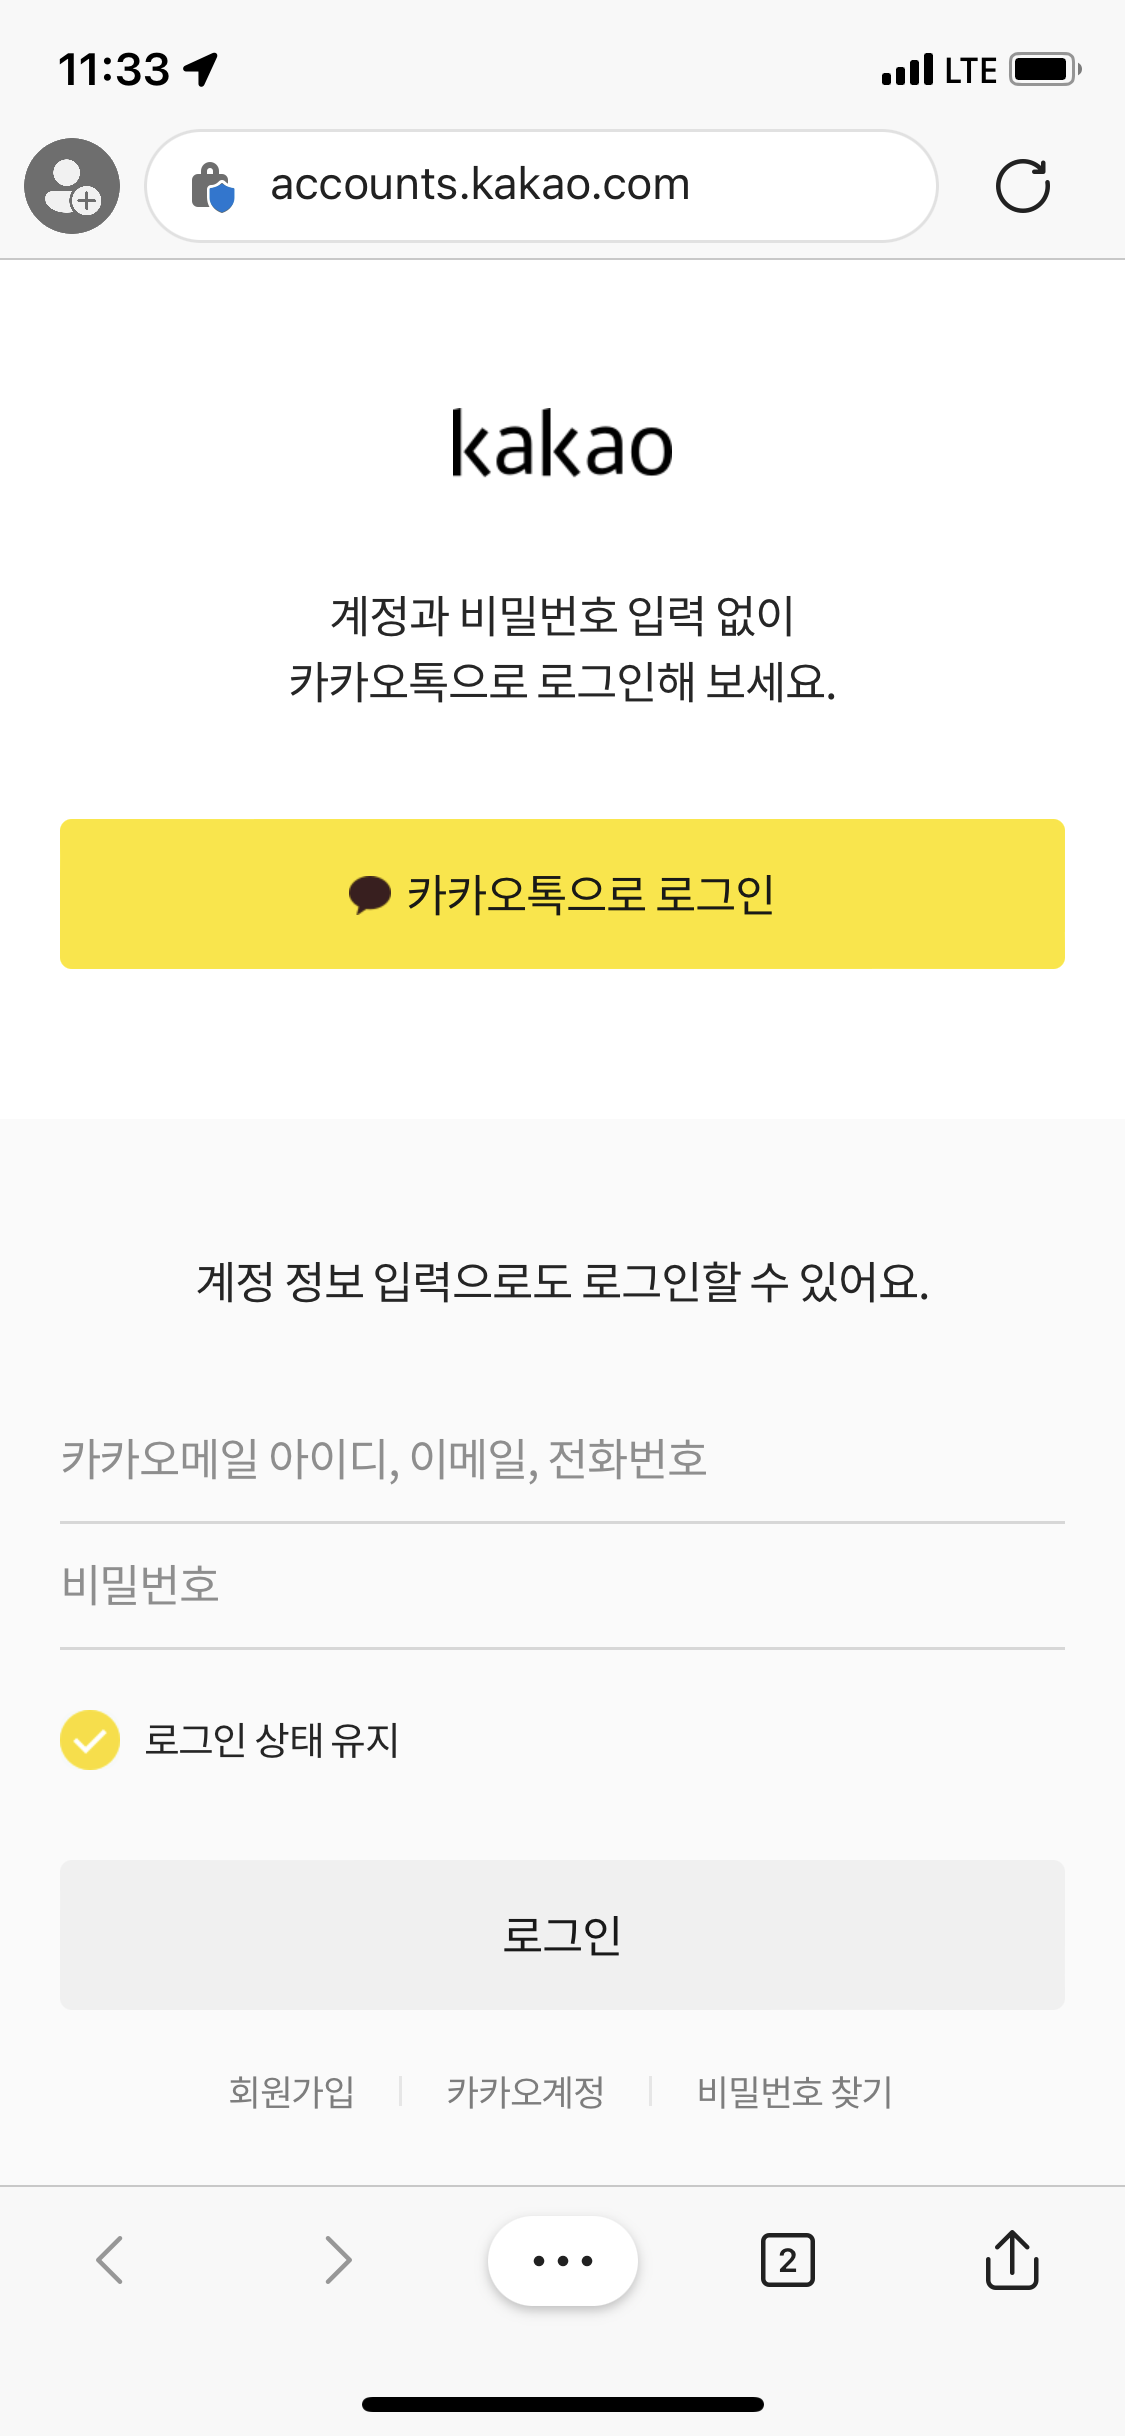 11:33
LTE
accounts.kakao.com
kakao
계정과 비밀번호 입력 없이
카카오톡으로 로그인해 보세요.
카카오톡으로 로그인
계정 정보 입력으로도 로그인할 수 있어요.
카카오메일 아이디, 이메일, 전화번호
비밀번호
로그인 상태 유지
로그인
회원가입 | 카카오계정 | 비밀번호 찾기
2